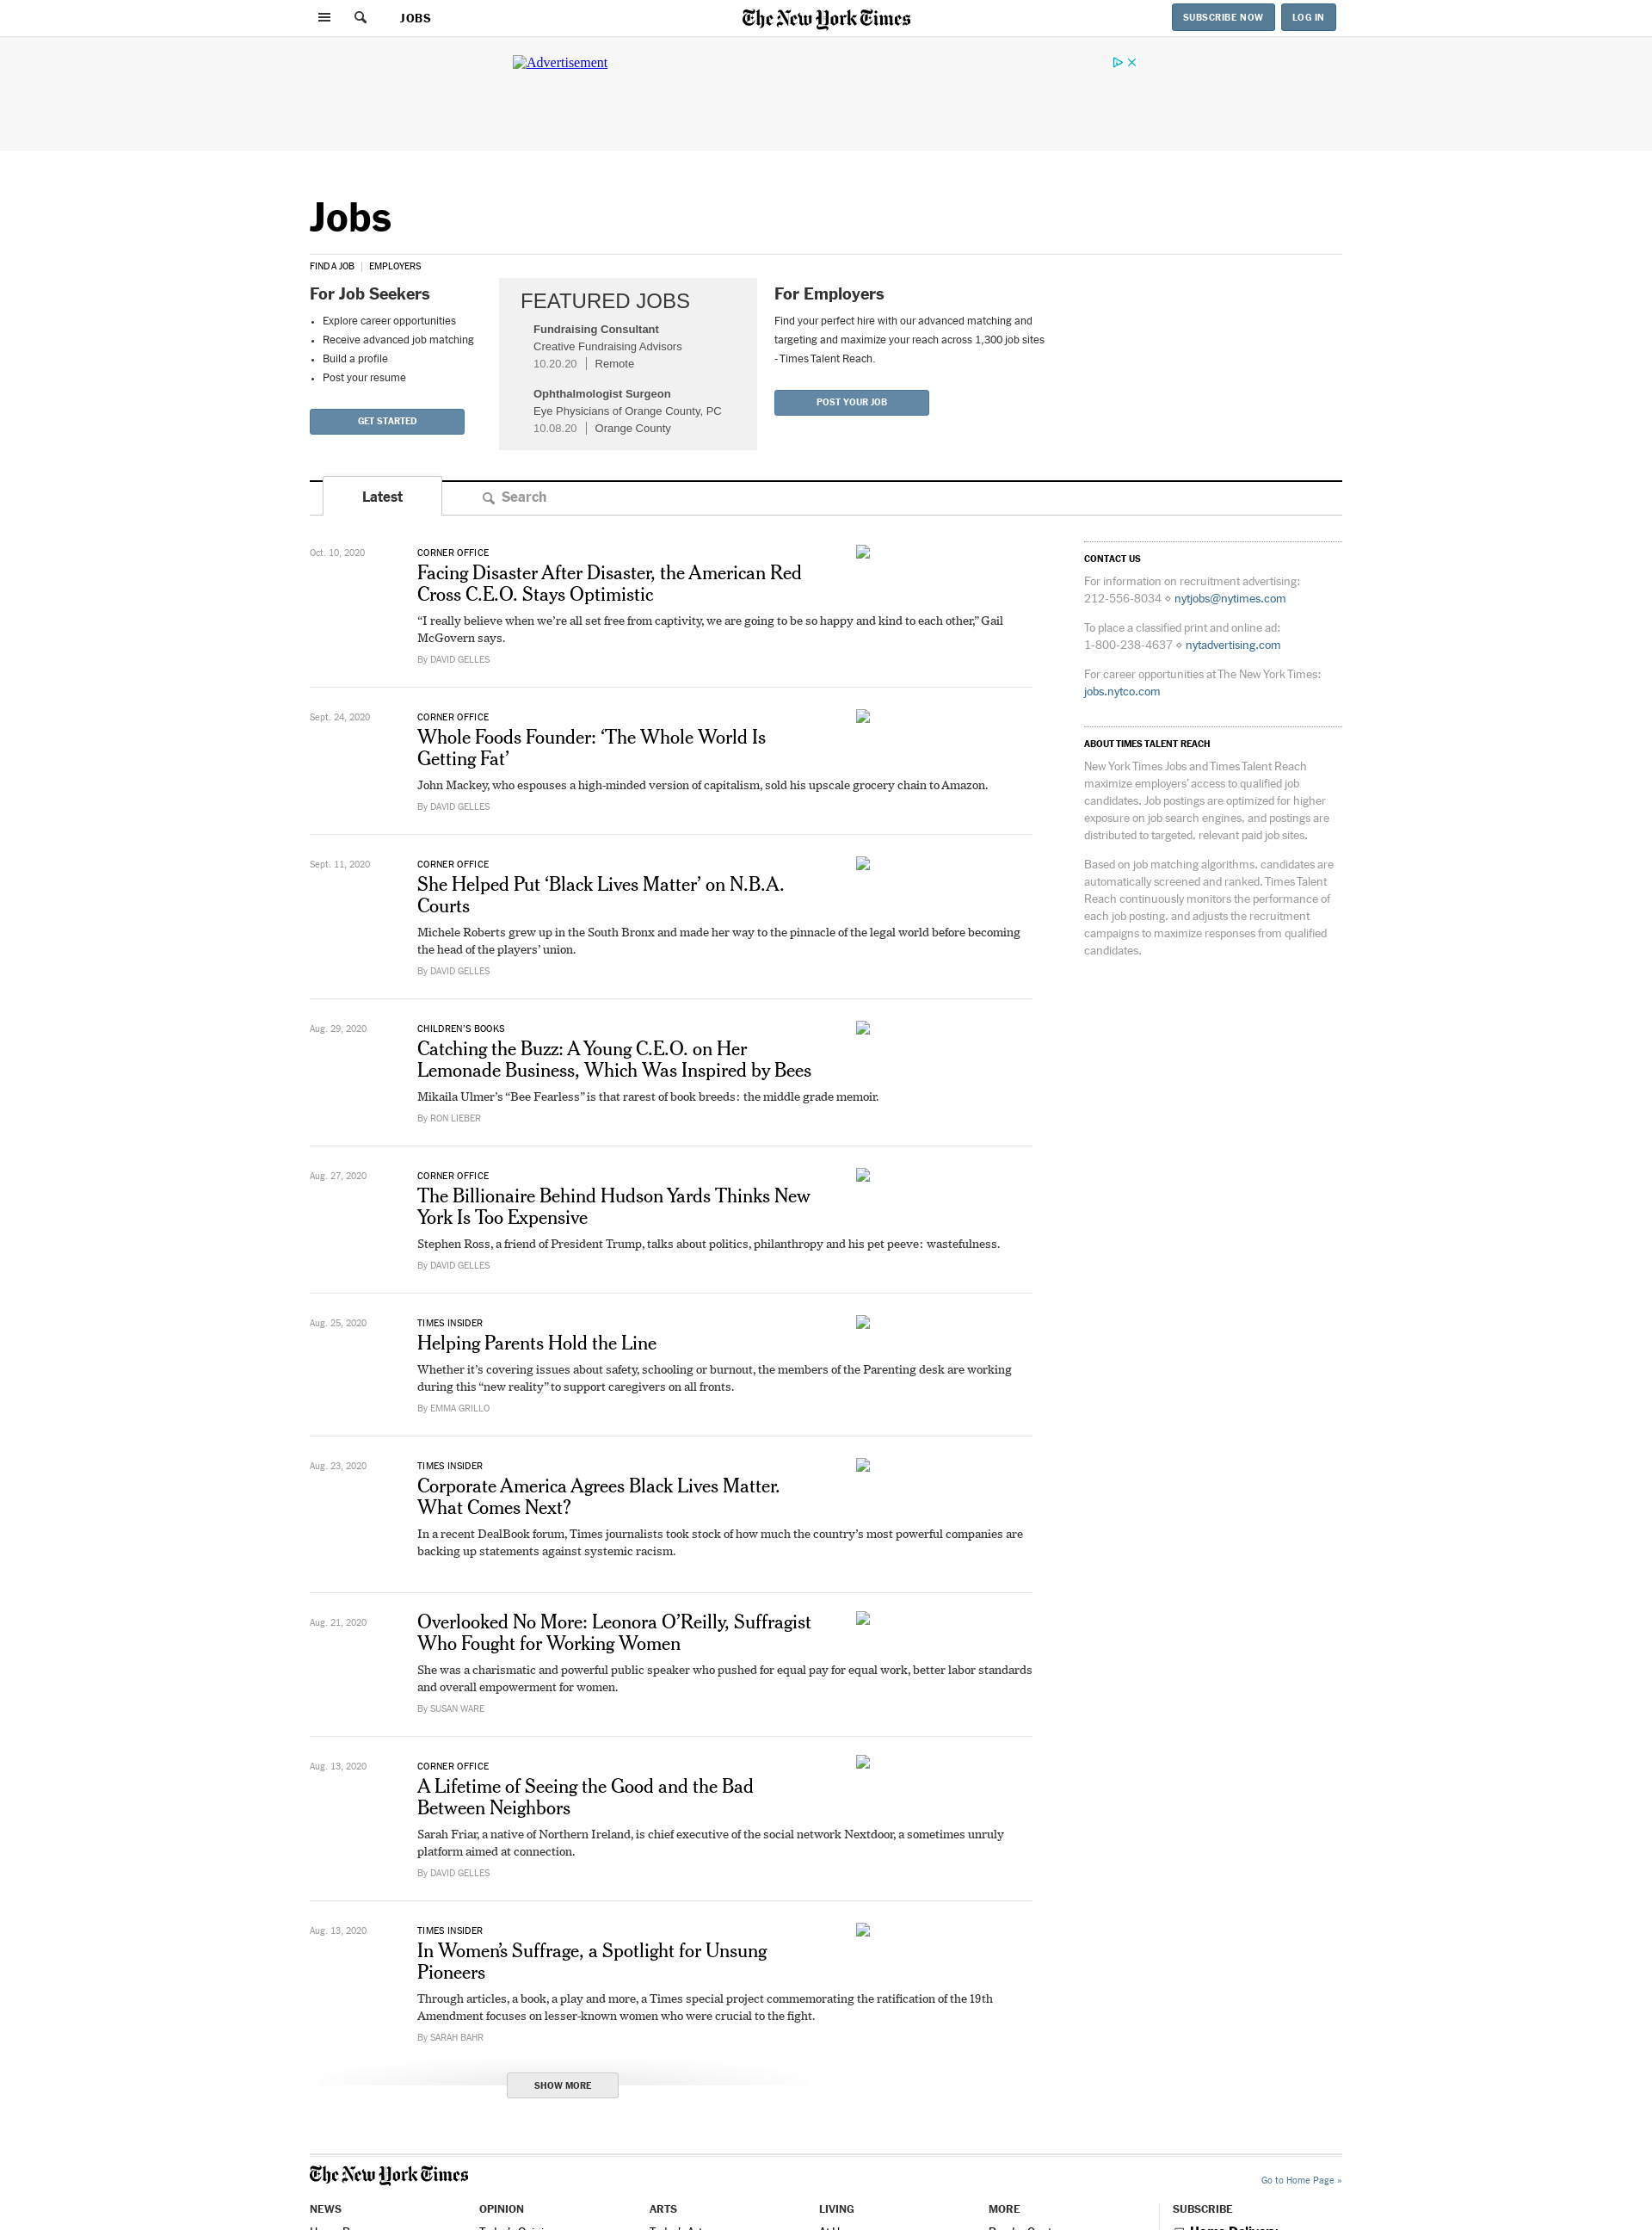 JOBS
The New York Times
SUBSCRIBE NOW
LOG IN
Advertisement
Jobs
FIND A JOB
EMPLOYERS
For Job Seekers
Explore career opportunities
Receive advanced job matching
Build a profile
Post your resume
GET STARTED
FEATURED JOBS
Fundraising Consultant
Creative Fundraising Advisors
10.20.20 Remote
Ophthalmologist Surgeon
Eye Physicians of Orange County, PC
10.08.20 Orange County
For Employers
Find your perfect hire with our advanced matching and
targeting and maximize your reach across 1,300 job sites
- Times Talent Reach.
POST YOUR JOB
Latest
Search
Oct. 10, 2020
CORNER OFFICE
Facing Disaster After Disaster, the American Red
Cross C.E.O. Stays Optimistic
“I really believe when we’re all set free from captivity, we are going to be so happy and kind to each other,” Gail
McGovern says.
By DAVID GELLES
Sept. 24, 2020
CORNER OFFICE
Whole Foods Founder: ‘The Whole World Is
Getting Fat’
John Mackey, who espouses a high-minded version of capitalism, sold his upscale grocery chain to Amazon.
By DAVID GELLES
Sept. 11, 2020
CORNER OFFICE
She Helped Put ‘Black Lives Matter’ on N.B.A.
Courts
Michele Roberts grew up in the South Bronx and made her way to the pinnacle of the legal world before becoming
the head of the players’ union.
By DAVID GELLES
Aug. 29, 2020
CHILDREN’S BOOKS
Catching the Buzz: A Young C.E.O. on Her
Lemonade Business, Which Was Inspired by Bees
Mikaila Ulmer’s “Bee Fearless” is that rarest of book breeds: the middle grade memoir.
By RON LIEBER
Aug. 27, 2020
CORNER OFFICE
The Billionaire Behind Hudson Yards Thinks New
York Is Too Expensive
Stephen Ross, a friend of President Trump, talks about politics, philanthropy and his pet peeve: wastefulness.
By DAVID GELLES
Aug. 25, 2020
TIMES INSIDER
Helping Parents Hold the Line
Whether it’s covering issues about safety, schooling or burnout, the members of the Parenting desk are working
during this “new reality” to support caregivers on all fronts.
By EMMA GRILLO
Aug. 23, 2020
TIMES INSIDER
Corporate America Agrees Black Lives Matter.
What Comes Next?
In a recent DealBook forum, Times journalists took stock of how much the country’s most powerful companies are
backing up statements against systemic racism.
Aug. 21, 2020
Overlooked No More: Leonora O’Reilly, Suffragist
Who Fought for Working Women
She was a charismatic and powerful public speaker who pushed for equal pay for equal work, better labor standards
and overall empowerment for women.
By SUSAN WARE
Aug. 13, 2020
CORNER OFFICE
A Lifetime of Seeing the Good and the Bad
Between Neighbors
Sarah Friar, a native of Northern Ireland, is chief executive of the social network Nextdoor, a sometimes unruly
platform aimed at connection.
By DAVID GELLES
Aug. 13, 2020
TIMES INSIDER
In Women’s Suffrage, a Spotlight for Unsung
Pioneers
Through articles, a book, a play and more, a Times special project commemorating the ratification of the 19th
Amendment focuses on lesser-known women who were crucial to the fight.
By SARAH BAHR
SHOW MORE
CONTACT US
For information on recruitment advertising:
212-556-8034 ⋄ nytjobs@nytimes.com
To place a classified print and online ad:
1-800-238-4637 ⋄ nytadvertising.com
For career opportunities at The New York Times:
jobs.nytco.com
ABOUT TIMES TALENT REACH
New York Times Jobs and Times Talent Reach
maximize employers’ access to qualified job
candidates. Job postings are optimized for higher
exposure on job search engines, and postings are
distributed to targeted, relevant paid job sites.
Based on job matching algorithms, candidates are
automatically screened and ranked. Times Talent
Reach continuously monitors the performance of
each job posting, and adjusts the recruitment
campaigns to maximize responses from qualified
candidates.
The New York Times
Go to Home Page »
NEWS
OPINION
ARTS
LIVING
MORE
SUBSCRIBE